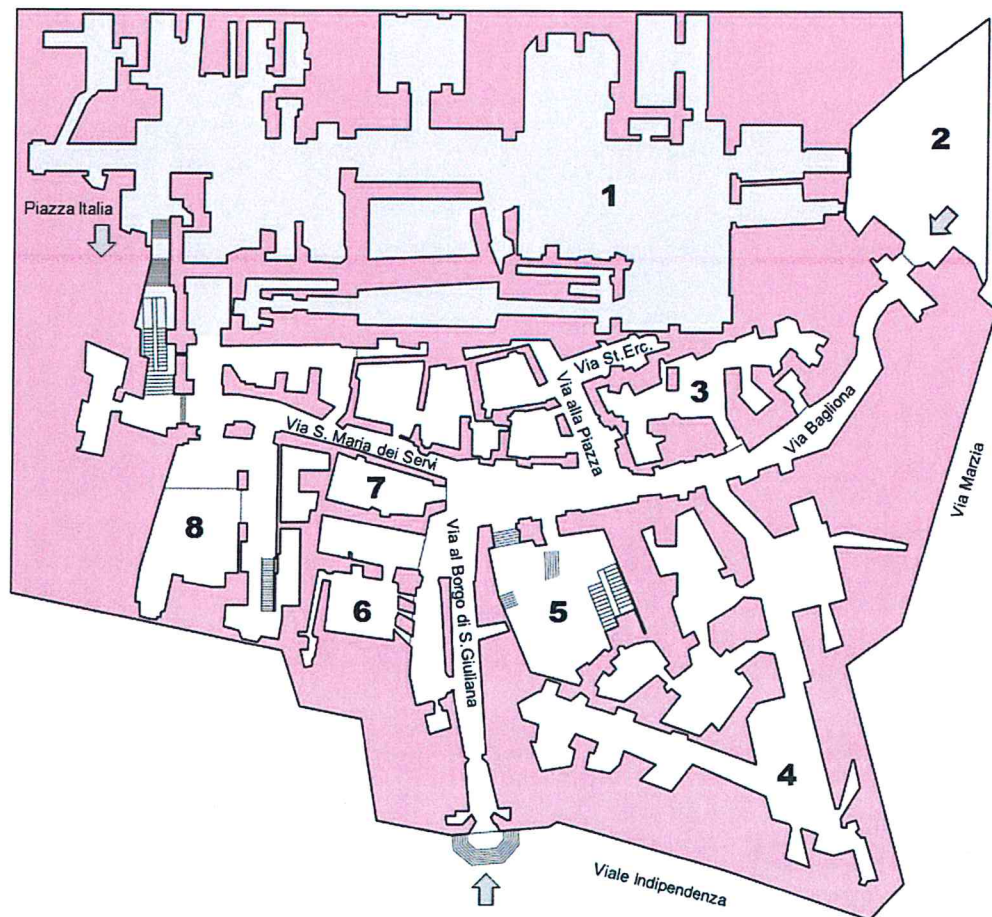 2
1
Piazza Italia
Via St.Erc.
3
Via alla Piazza
Via Bagliona
Via S. Maria dei Servi
Via Marzia
7
8
Via al Borgo di S.Giuliana
5
6
4
Viale Indipendenza